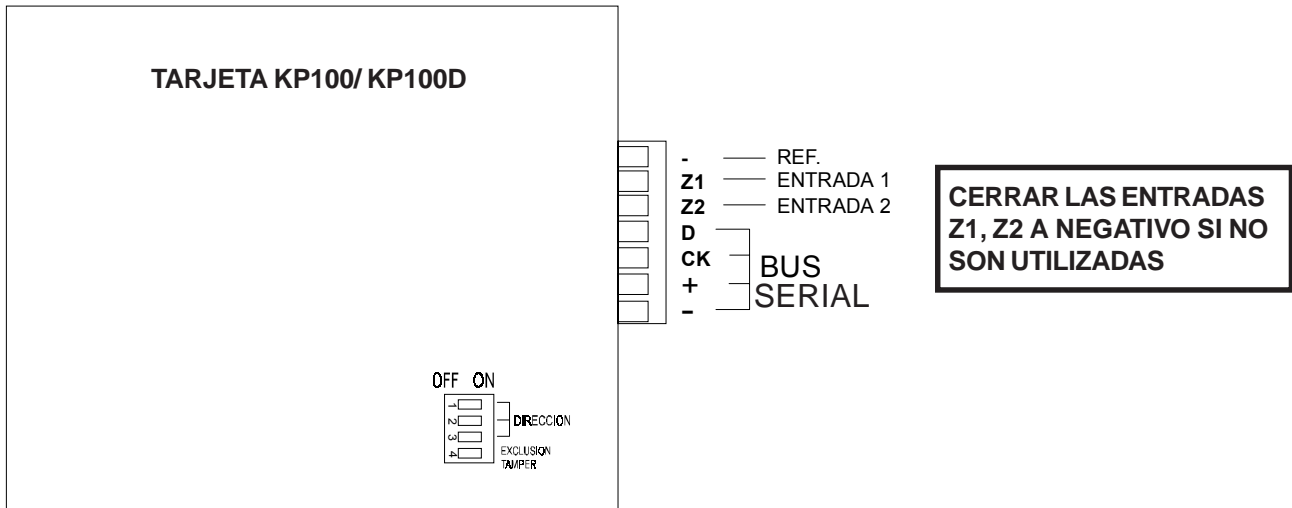 TARJETA KP100/ KP100D
- REF.
Z1 ENTRADA 1
Z2 ENTRADA 2
D
CK
+
-
BUS
SERIAL
CERRAR LAS ENTRADAS
Z1, Z2 A NEGATIVO SI NO
SON UTILIZADAS
OFF ON
1
2
3
4
DIRECCION
EXCLUSION
TAMPER